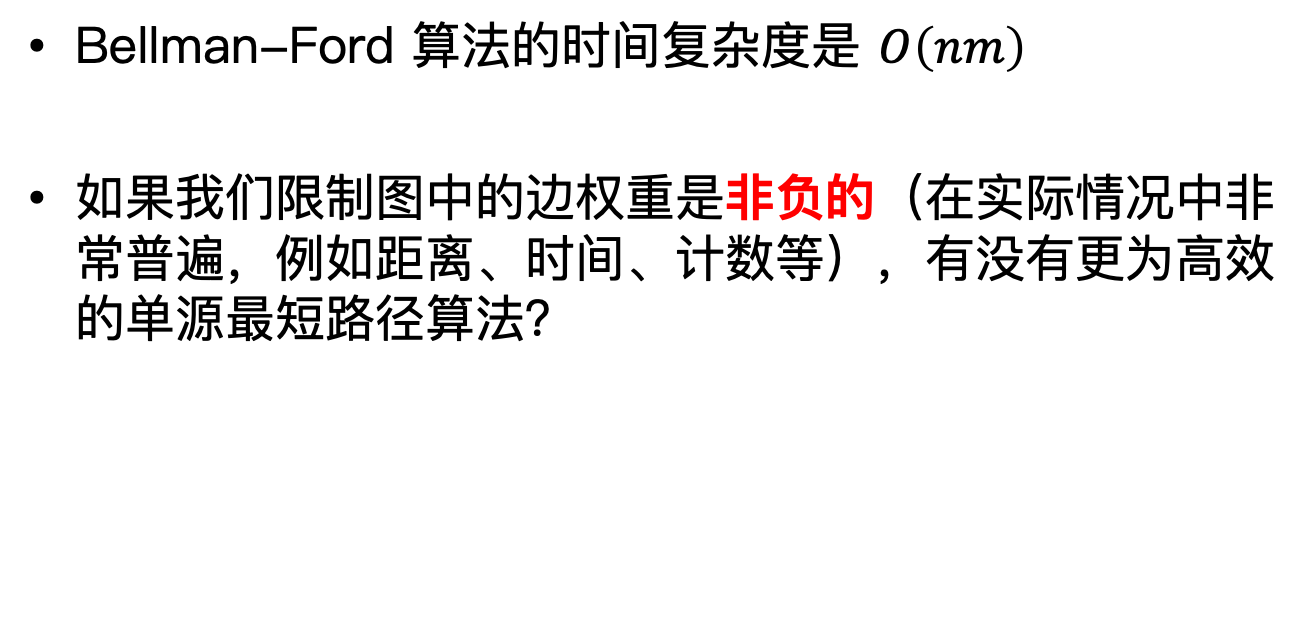 • Bellman–Ford 算法的时间复杂度是 O(nm)
• 如果我们限制图中的边权重是非负的（在实际情况中非
常普遍，例如距离、时间、计数等），有没有更为高效
的单源最短路径算法?